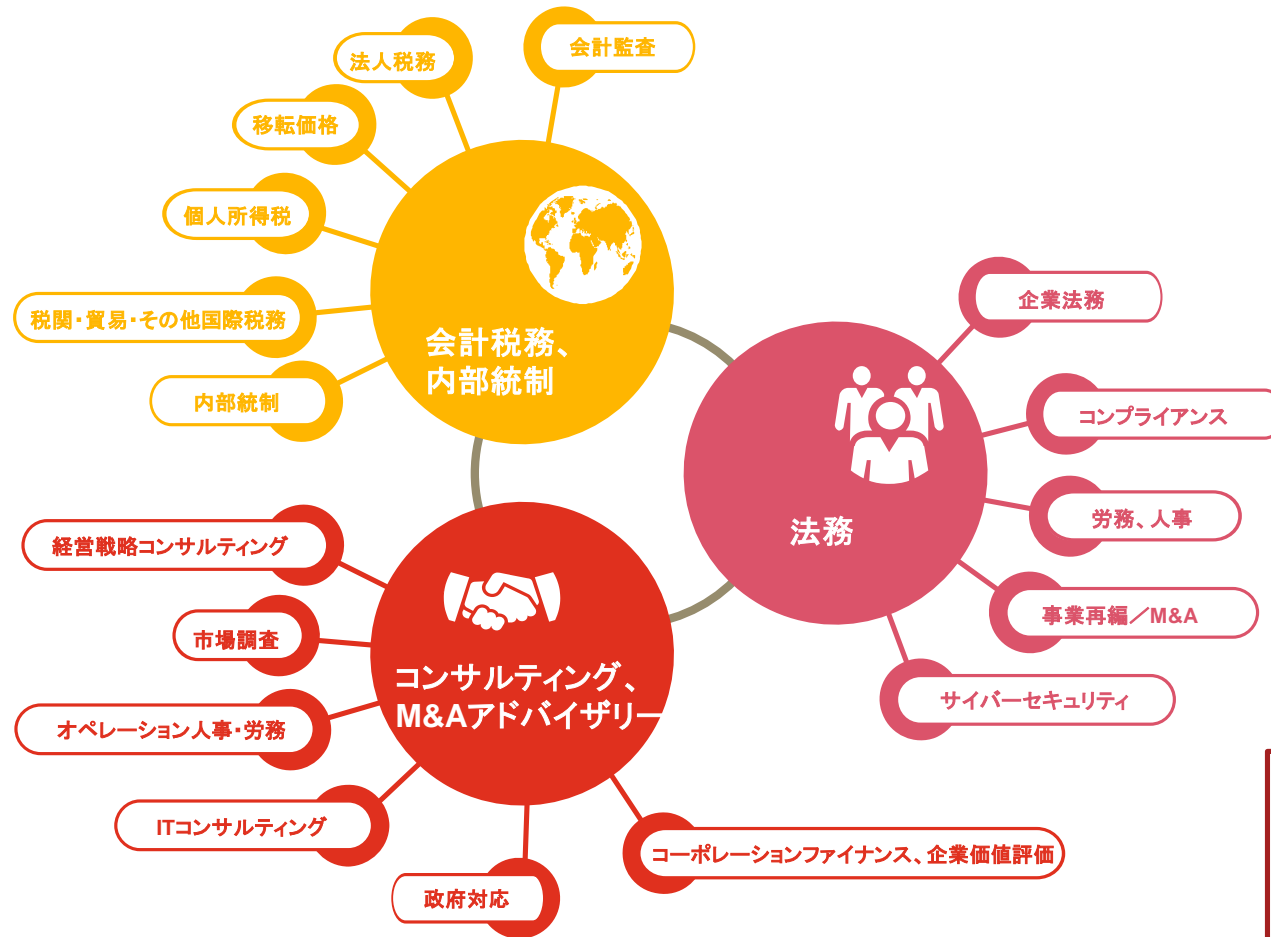 会計監査
法人税務
移転価格
個人所得税
税関・貿易・その他国際税務
内部統制
会計税務、
内部統制
企業法務
コンプライアンス
労務、人事
事業再編／M&A
サイバーセキュリティ
法務
経営戦略コンサルティング
市場調査
オペレーション人事・労務
ITコンサルティング
政府対応
コーポレーションファイナンス、企業価値評価
コンサルティング、
M&Aアドバイザリー